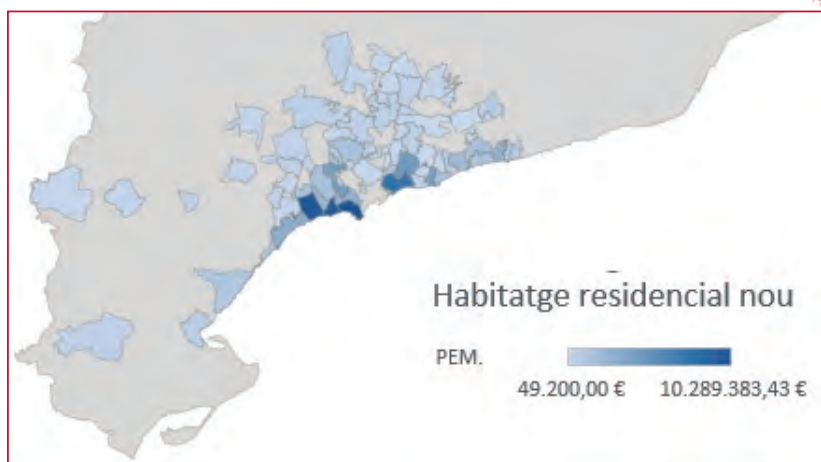 Habitatge residencial nou
PEM.
49.200,00 € 10.289.383,43 €